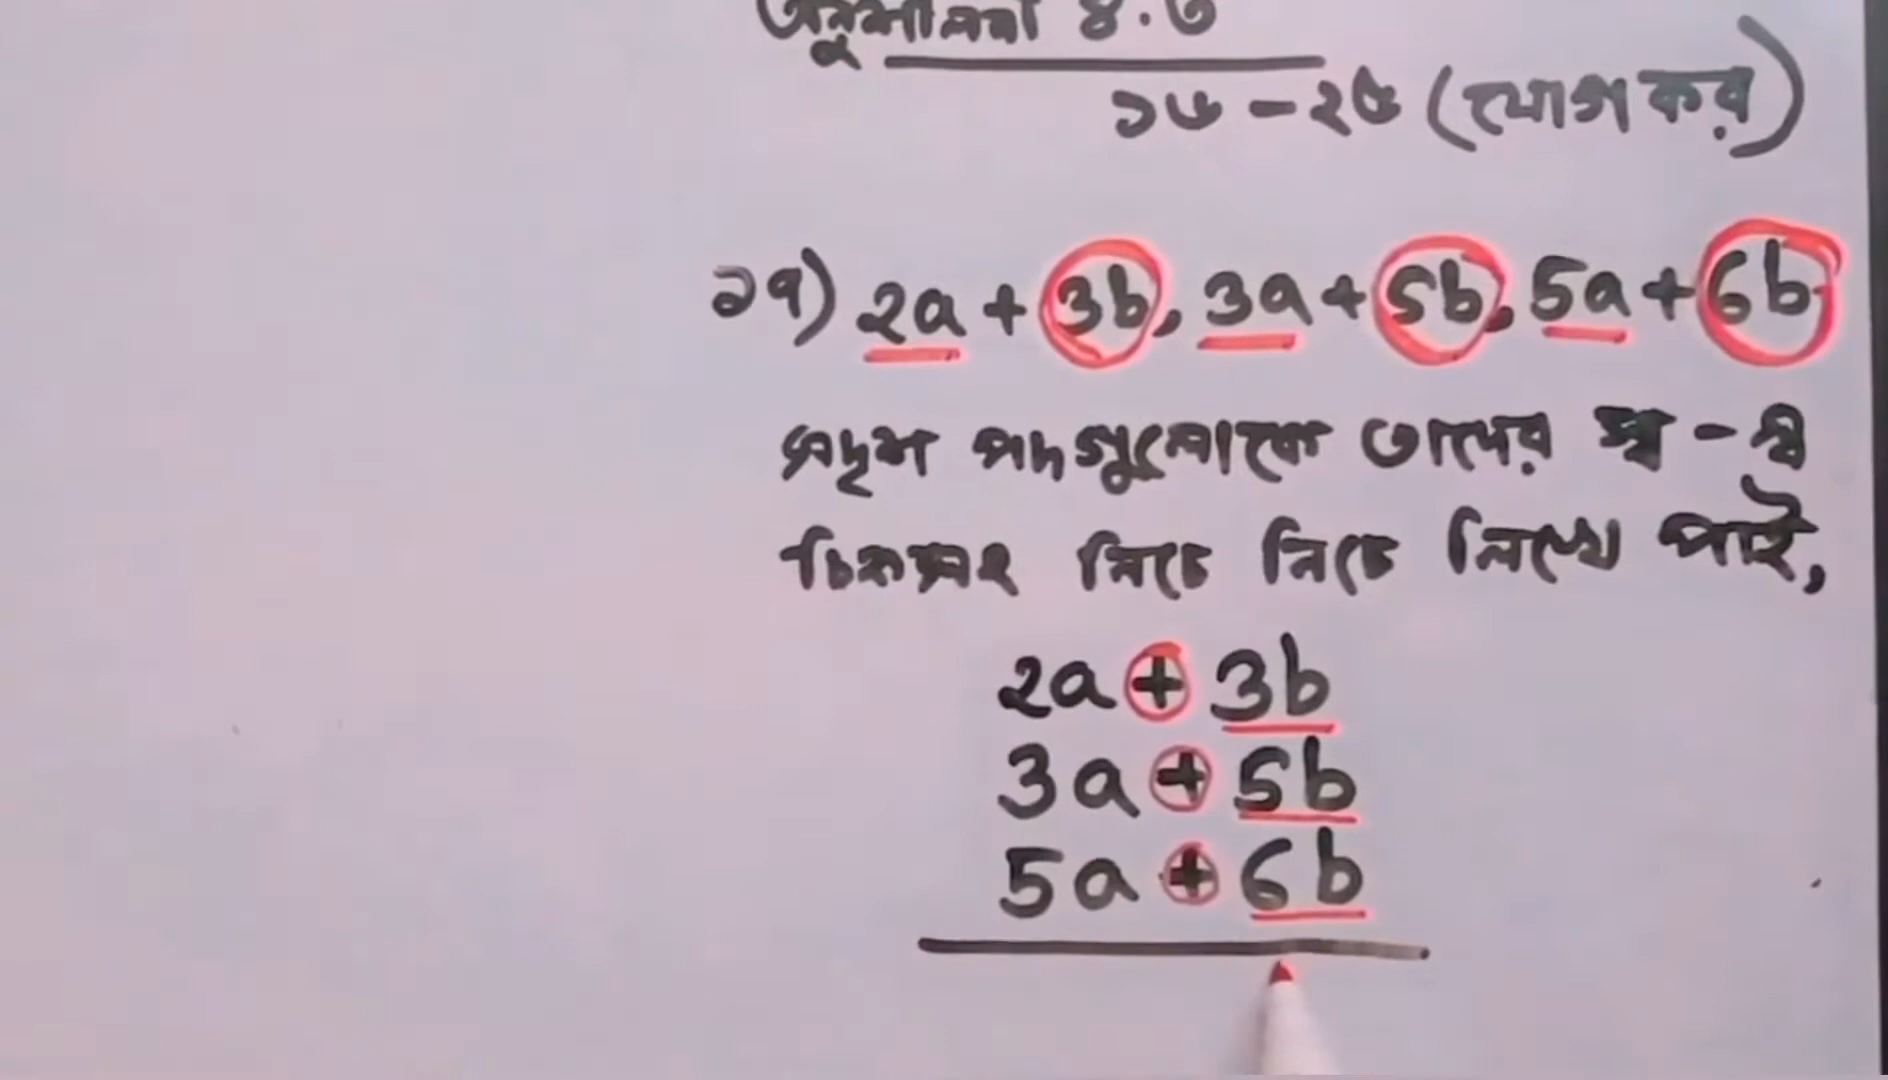 অনুশীলনী ৪.৩
১৬-২৫ (যোগ কর)
১৭) 2a + 3b, 3a + 5b, 5a + 6b
সদৃশ পদগুলোকে তাদের স্ব-স্ব
চিহ্নসহ নিচে নিচে লিখে পাই,
2a + 3b
3a + 5b
5a + 6b